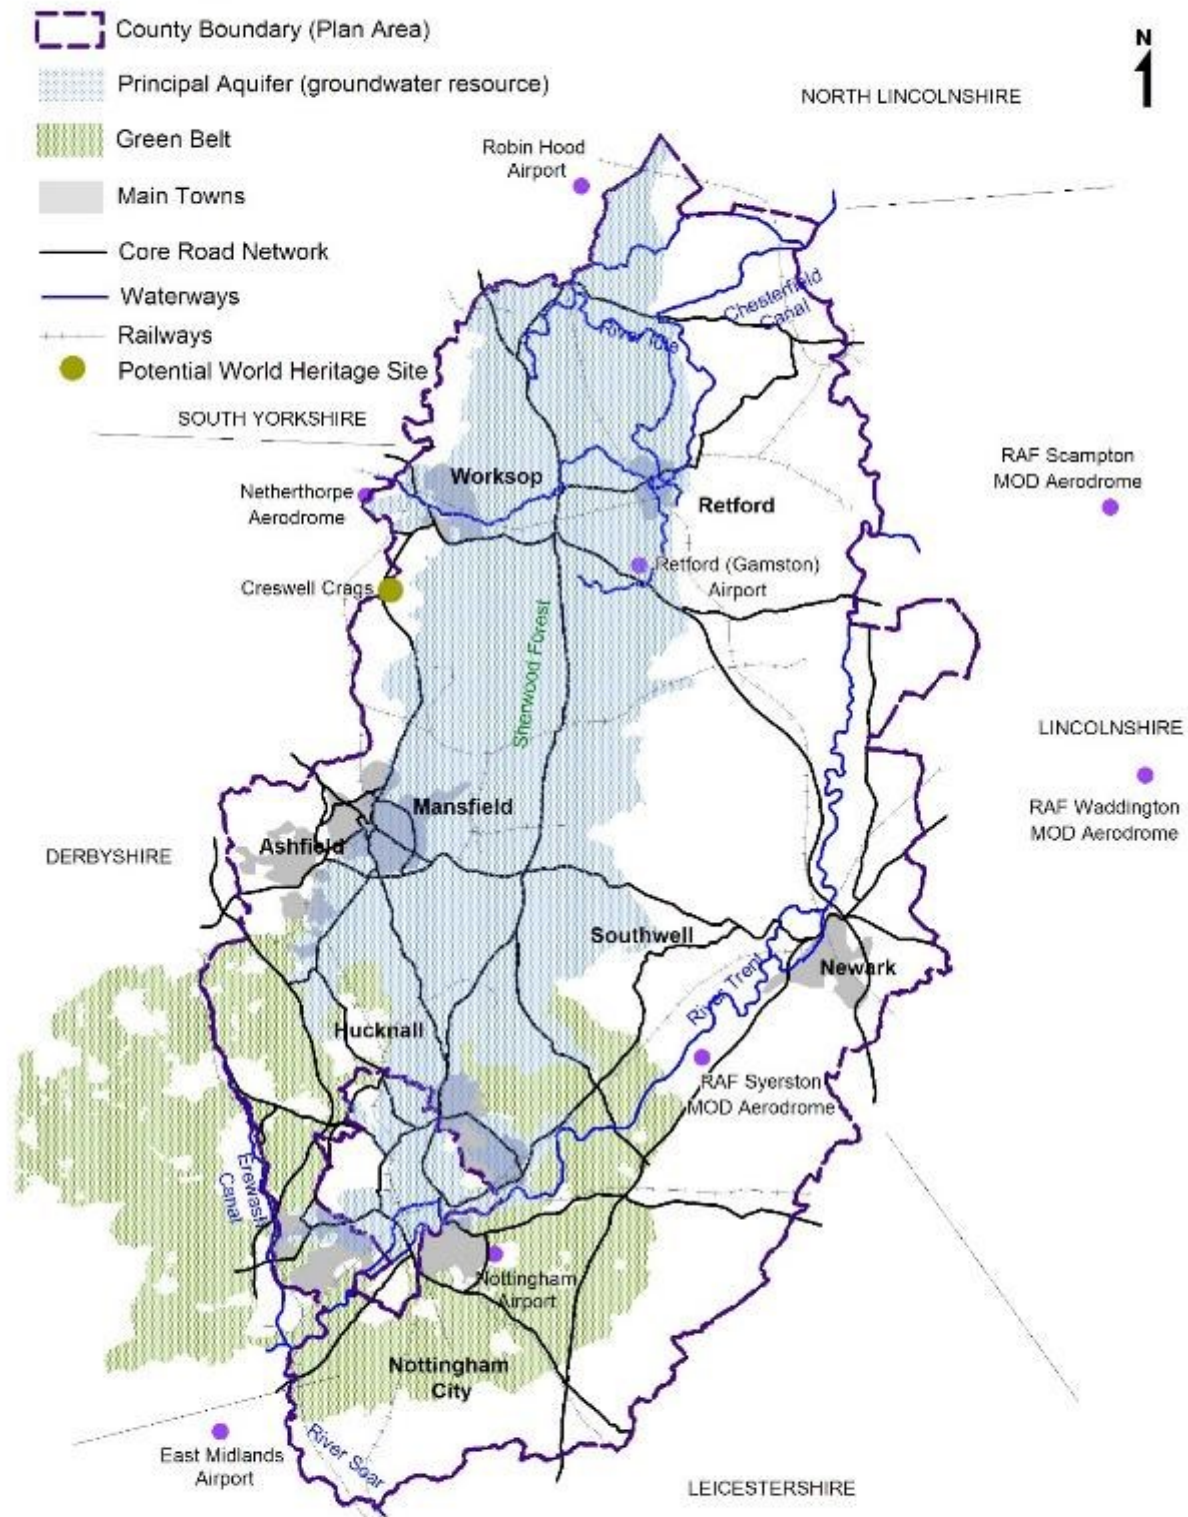 County Boundary (Plan Area)
Principal Aquifer (groundwater resource)
Green Belt
Main Towns
Core Road Network
Waterways
Railways
Potential World Heritage Site
N
NORTH LINCOLNSHIRE
Robin Hood
Airport
Chesterfield
Canal
River Idle
SOUTH YORKSHIRE
Worksop
Netherthorpe
Aerodrome
Retford
RAF Scampton
MOD Aerodrome
Retford (Gamston)
Airport
Creswell Crags
Sherwood Forest
LINCOLNSHIRE
RAF Waddington
MOD Aerodrome
Mansfield
Ashfield
DERBYSHIRE
Southwell
Newark
River Trent
Hucknall
RAF Syerston
MOD Aerodrome
Erewash
Canal
Nottingham
Airport
Nottingham
City
East Midlands
Airport
River Soar
LEICESTERSHIRE